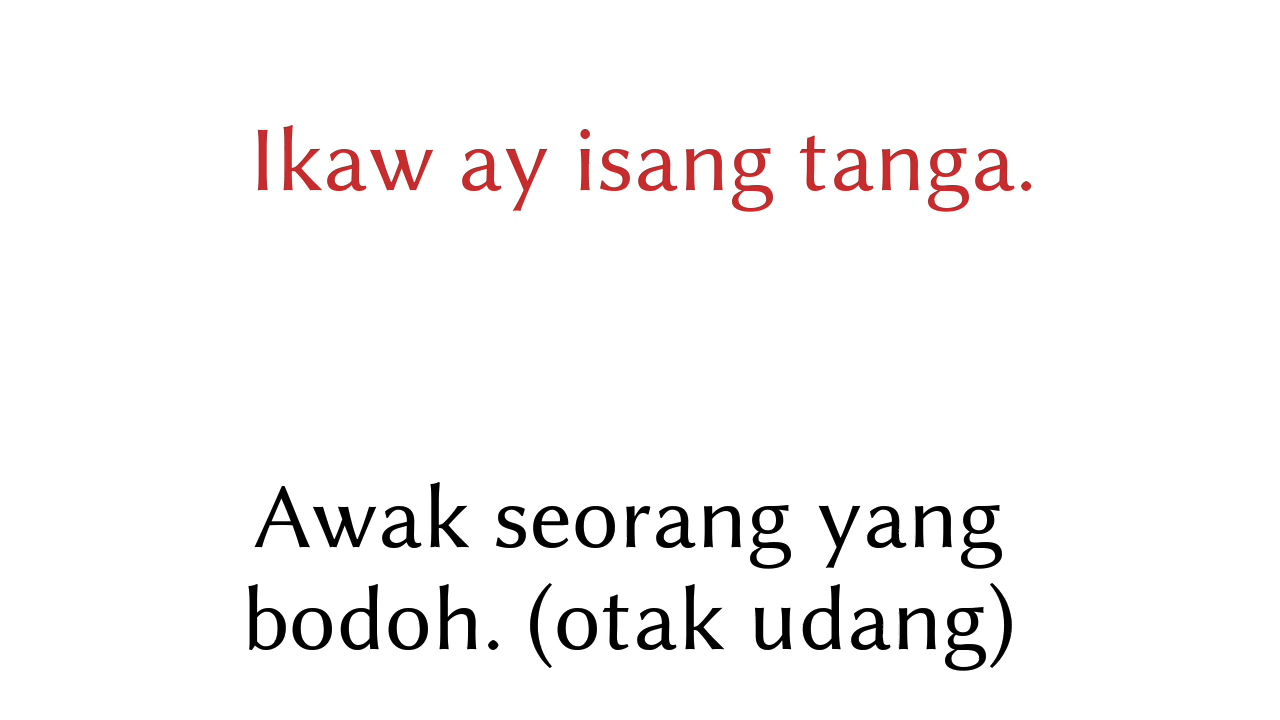 Ikaw ay isang tanga.
Awak seorang yang
bodoh. (otak udang)